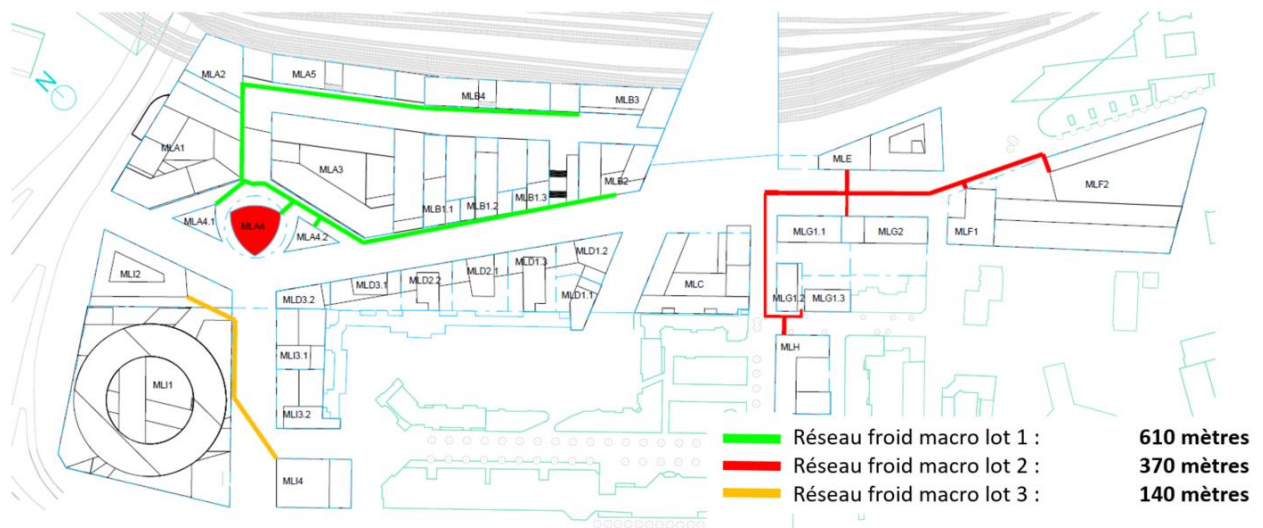 N
MLA2
MLA5
MLB4
MLB3
MLA1
MLA3
MLB2
MLB1.3
MLB1.2
MLB1.1
MLA4.1
MLA4
MLA4.2
MLE
MLF2
MLG1.1
MLG2
MLF1
MLI2
MLD1.2
MLD1.3
MLD2.1
MLD2.2
MLD3.1
MLD3.2
MLD1.1
MLC
MLG1.2
MLG1.3
MLI3.1
MLH
MLI1
MLI3.2
MLI4
Réseau froid macro lot 1 : 610 mètres
Réseau froid macro lot 2 : 370 mètres
Réseau froid macro lot 3 : 140 mètres